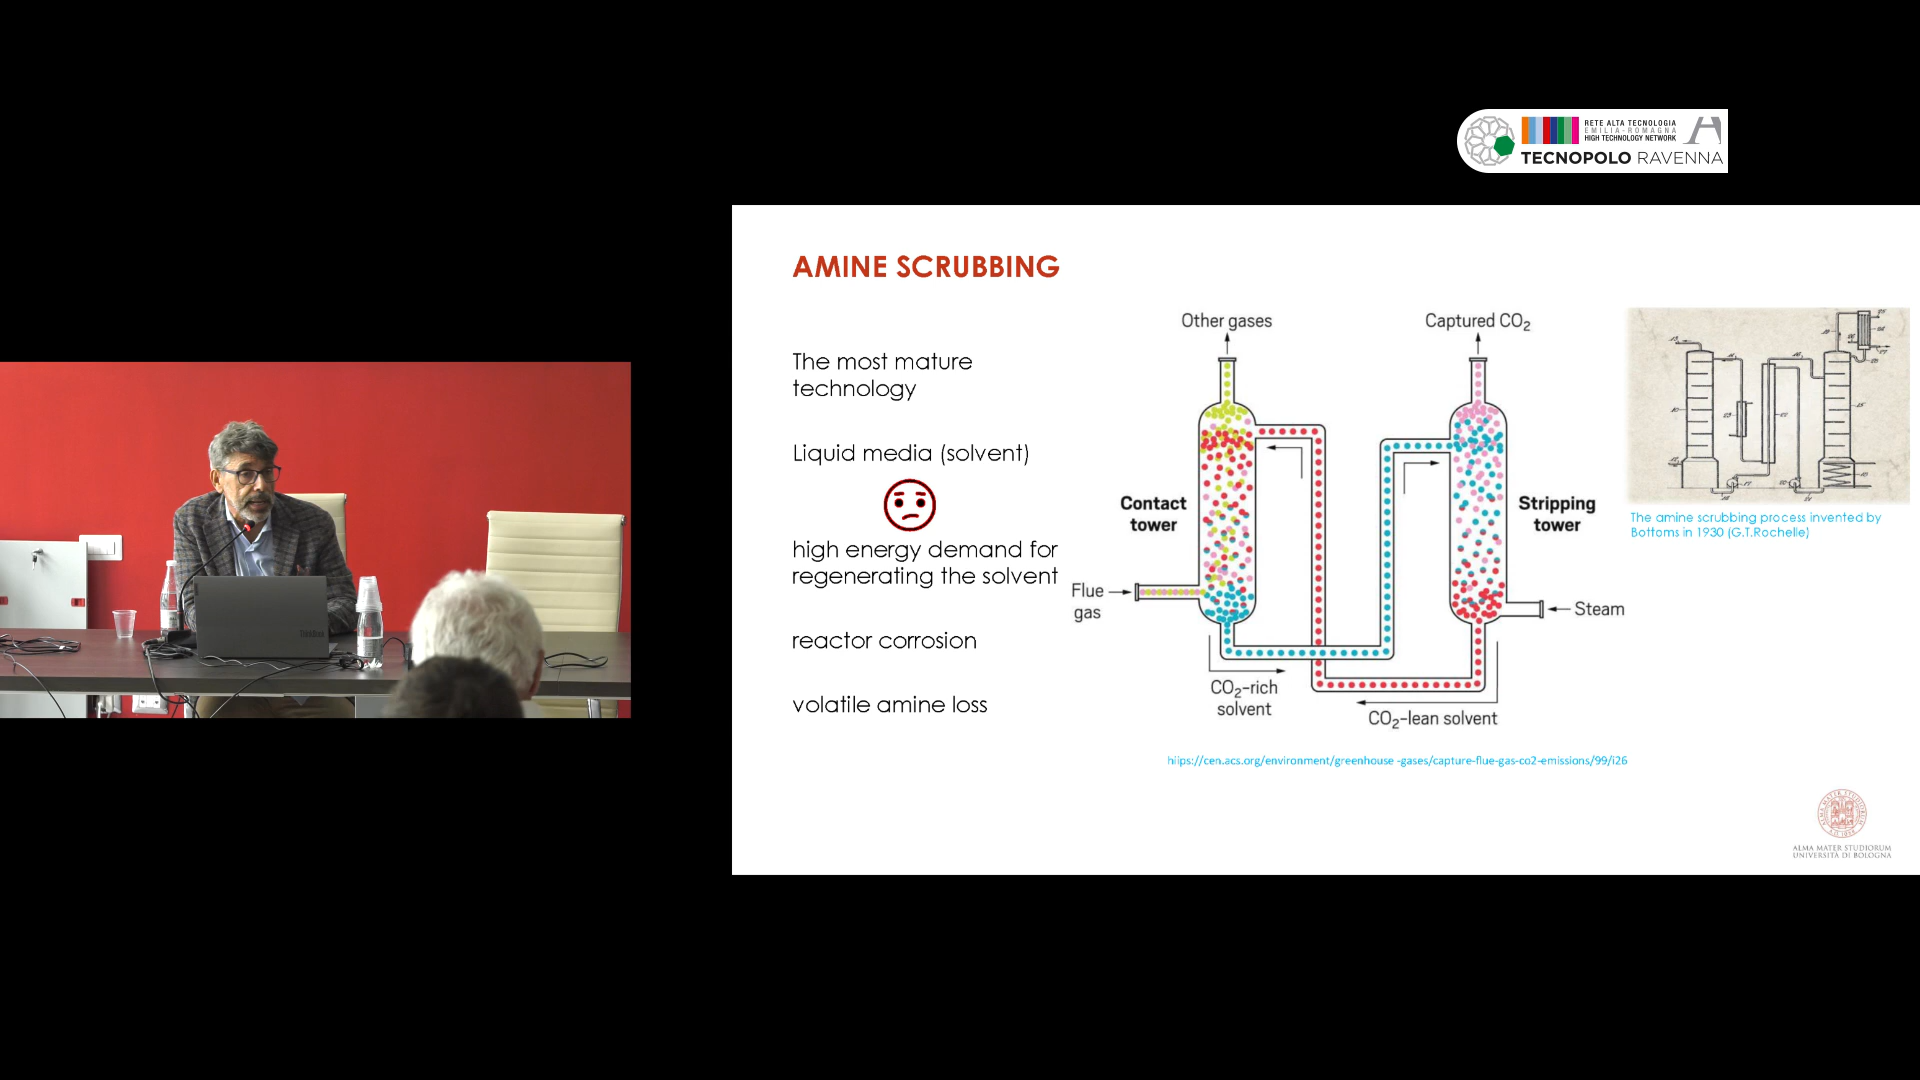 RETE ALTA TECNOLOGIA
EMILIA-ROMAGNA
HIGH TECHNOLOGY NETWORK
TECNOPOLO RAVENNA
AMINE SCRUBBING
The most mature
technology
Liquid media (solvent)
high energy demand for
regenerating the solvent
reactor corrosion
volatile amine loss
Other gases
Captured CO2
Contact
tower
Stripping
tower
Flue
gas
Steam
CO2-rich
solvent
CO2-lean solvent
The amine scrubbing process invented by
Bottoms in 1930 (G.T.Rochelle)
hiips://cen.acs.org/environment/greenhouse -gases/capture-flue-gas-co2-emissions/99/i26
ALMA MATER STUDIORUM
UNIVERSITÀ DI BOLOGNA